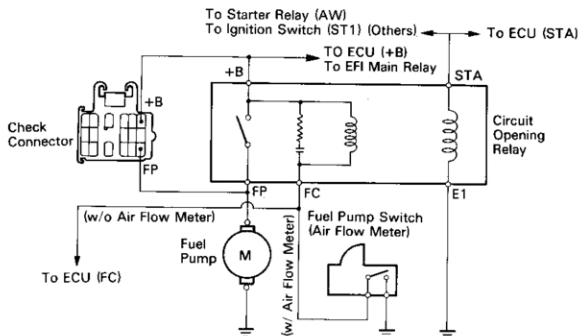 To Starter Relay (AW)
To Ignition Switch (ST1) (Others)
To ECU (STA)
TO ECU (+B)
To EFI Main Relay
+B
STA
+B
Check
Connector
Circuit
Opening
Relay
FP
FP
FC
E1
(w/o Air Flow Meter)
(w/ Air Flow Meter)
Fuel Pump Switch
(Air Flow Meter)
Fuel
Pump
M
To ECU (FC)